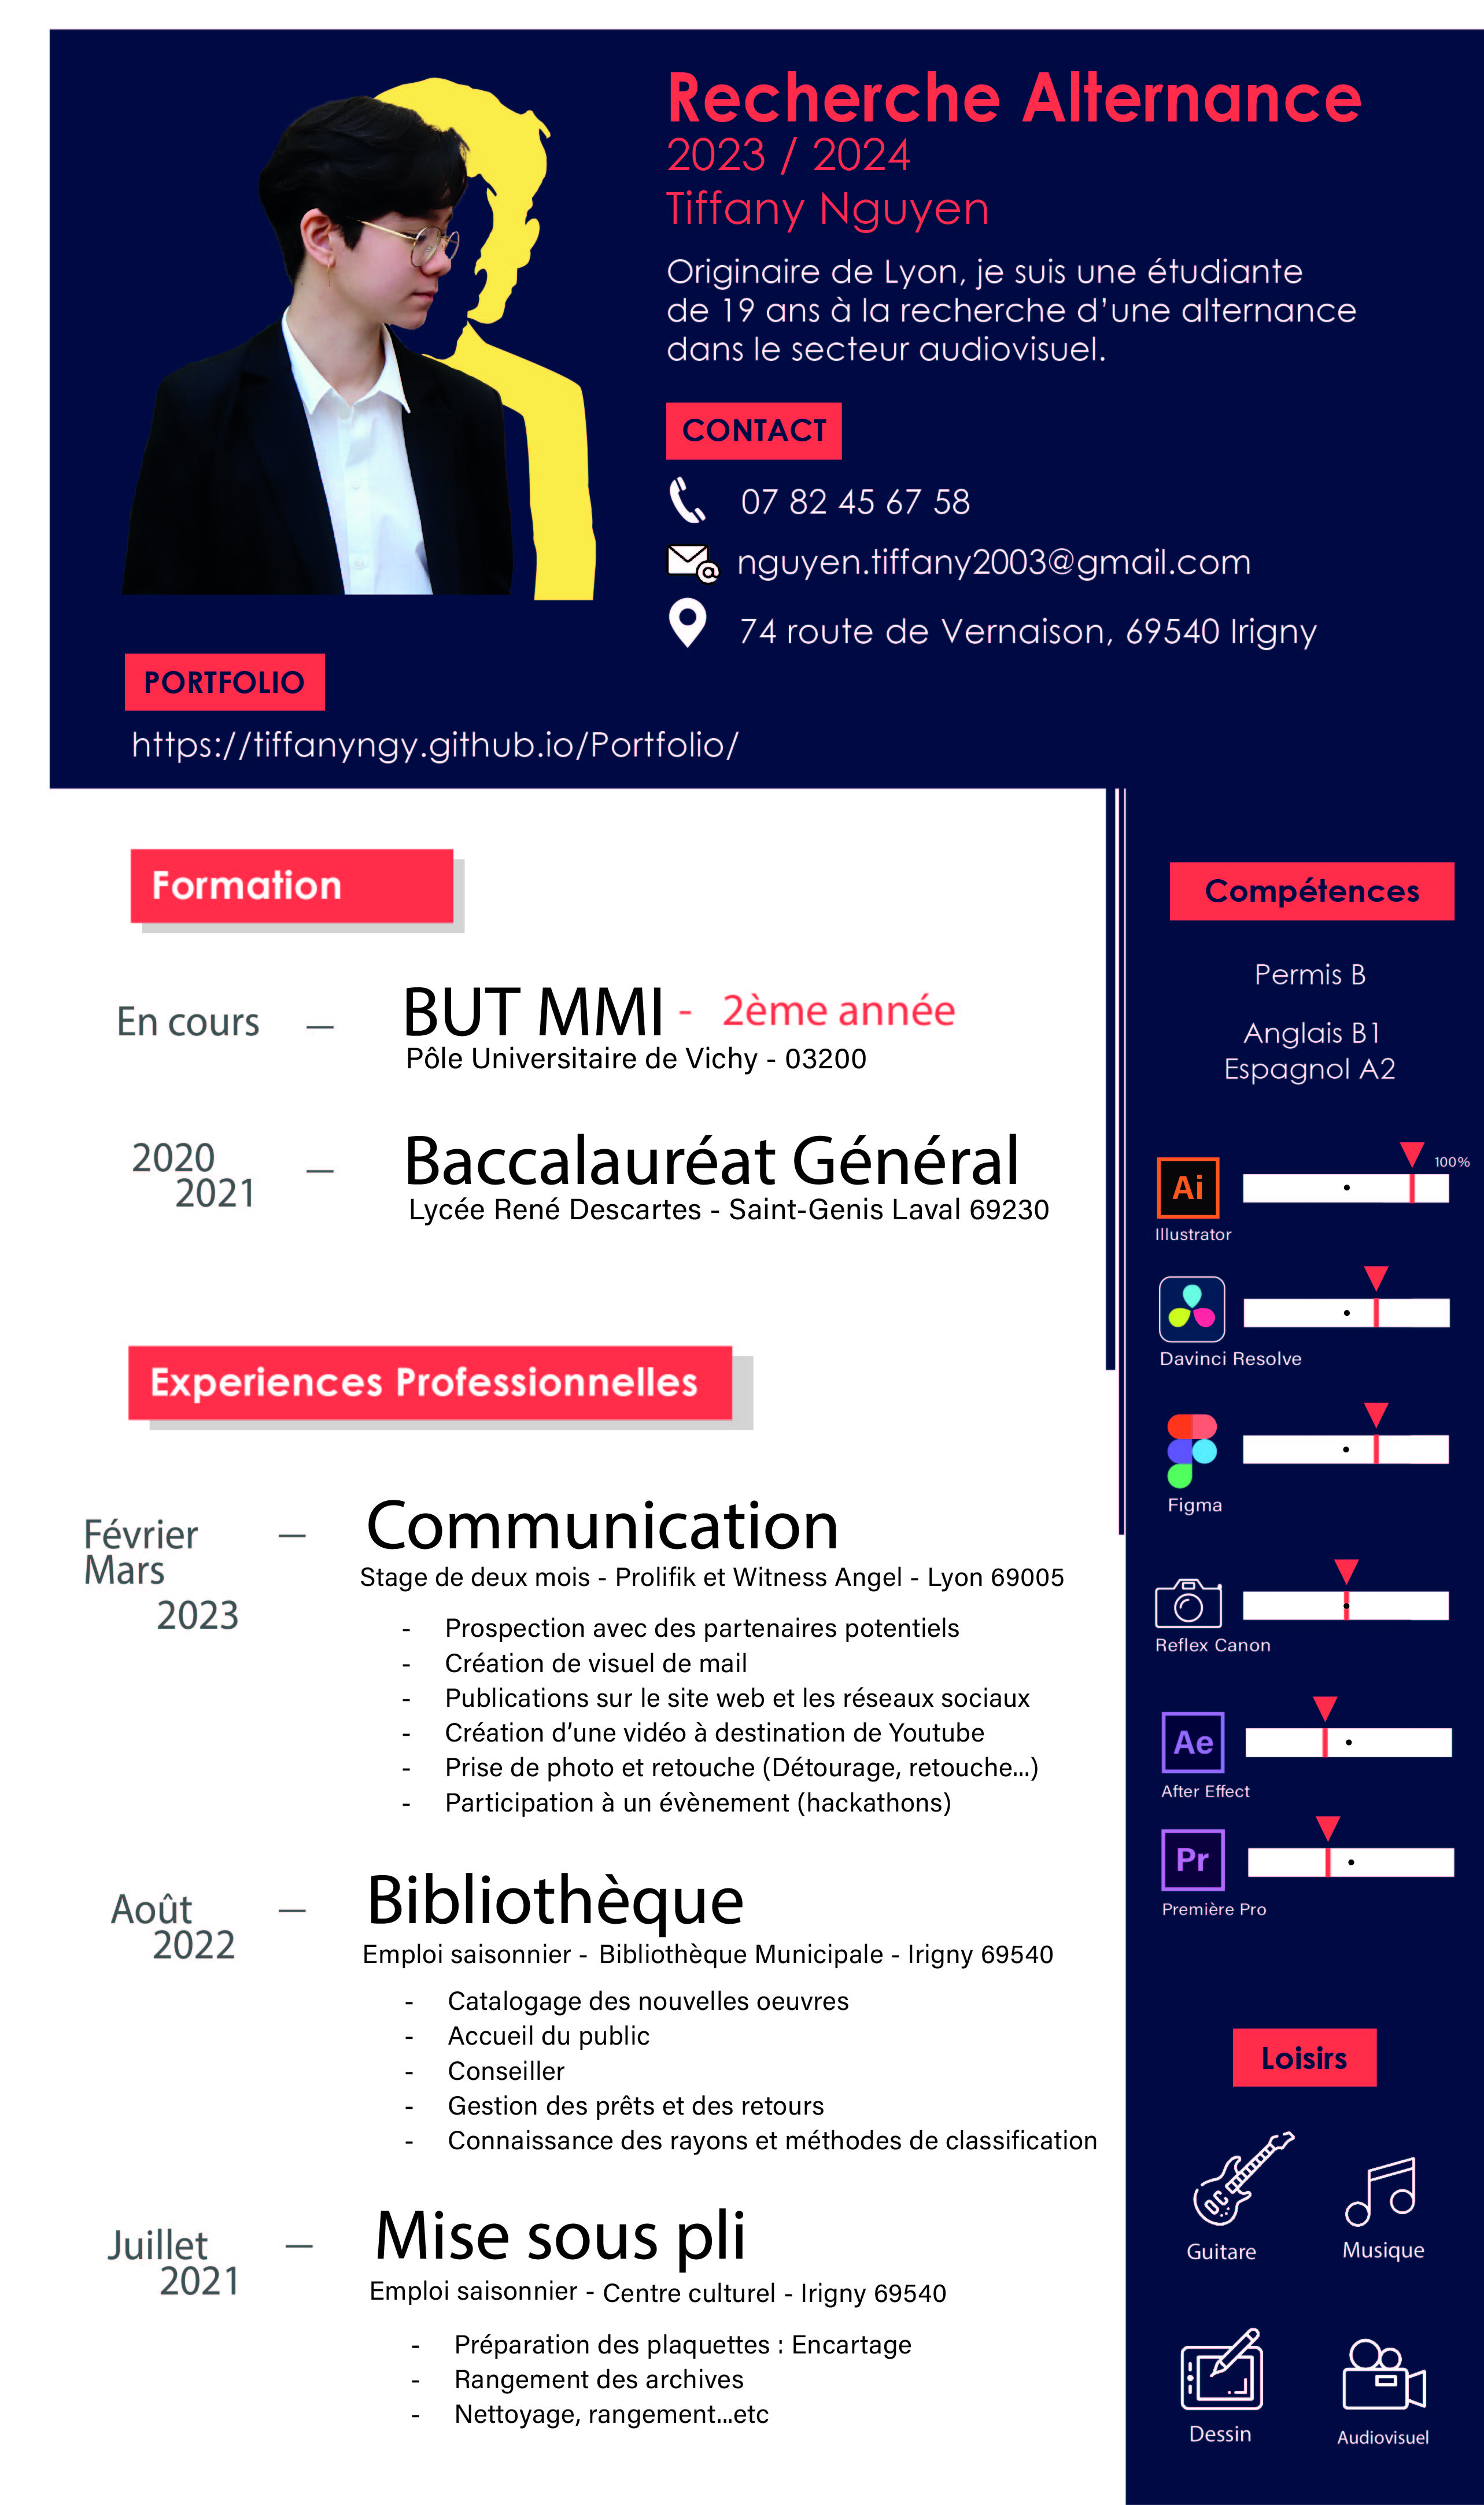 Recherche Alternance
2023 / 2024
Tiffany Nguyen
Originaire de Lyon, je suis une étudiante
de 19 ans à la recherche d’une alternance
dans le secteur audiovisuel.
CONTACT
07 82 45 67 58
nguyen.tiffany2003@gmail.com
74 route de Vernaison, 69540 Irigny
PORTFOLIO
https://tiffanyngy.github.io/Portfolio/
Formation
En cours – BUT MMI - 2ème année
Pôle Universitaire de Vichy - 03200
2020
2021
– Baccalauréat Général
Lycée René Descartes - Saint-Genis Laval 69230
Experiences Professionnelles
Février
Mars
2023
– Communication
Stage de deux mois - Prolifik et Witness Angel - Lyon 69005
- Prospection avec des partenaires potentiels
- Création de visuel de mail
- Publications sur le site web et les réseaux sociaux
- Création d’une vidéo à destination de Youtube
- Prise de photo et retouche (Détourage, retouche...)
- Participation à un évènement (hackathons)
Août
2022
– Bibliothèque
Emploi saisonnier - Bibliothèque Municipale - Irigny 69540
- Catalogage des nouvelles oeuvres
- Accueil du public
- Conseiller
- Gestion des prêts et des retours
- Connaissance des rayons et méthodes de classification
Juillet
2021
– Mise sous pli
Emploi saisonnier - Centre culturel - Irigny 69540
- Préparation des plaquettes : Encartage
- Rangement des archives
- Nettoyage, rangement...etc
Compétences
Permis B
Anglais B1
Espagnol A2
100%
Ai
Illustrator
Davinci Resolve
Figma
Reflex Canon
Ae
After Effect
Pr
Première Pro
Loisirs
Guitare
Musique
Dessin
Audiovisuel